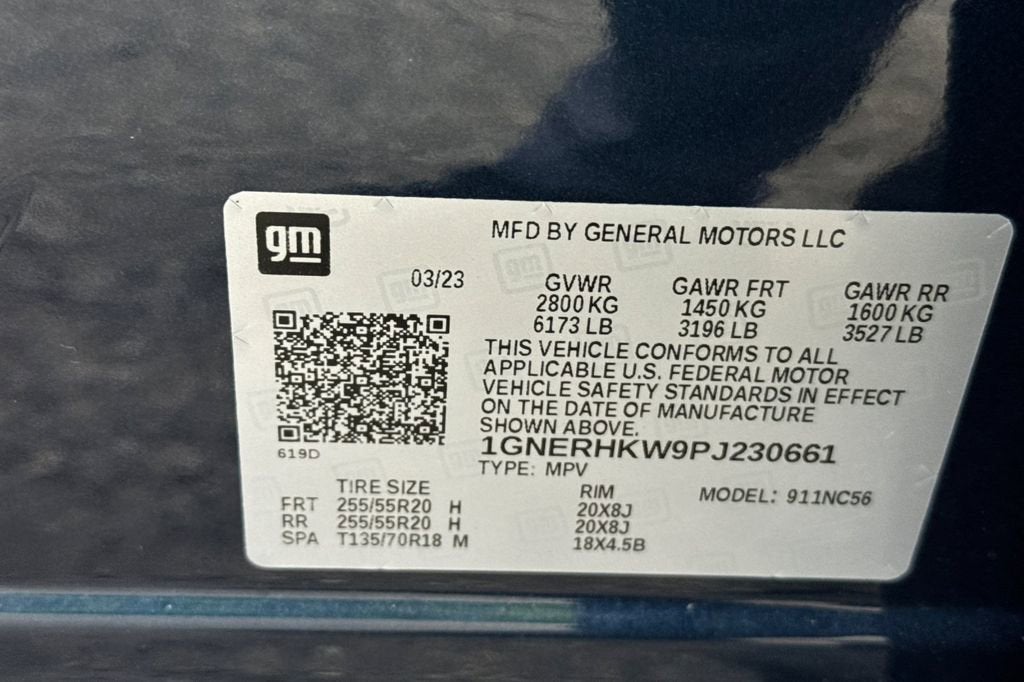 gm
MFD BY GENERAL MOTORS LLC
03/23
GVWR GAWR FRT GAWR RR
2800 KG 1450 KG 1600 KG
6173 LB 3196 LB 3527 LB
THIS VEHICLE CONFORMS TO ALL
APPLICABLE U.S. FEDERAL MOTOR
VEHICLE SAFETY STANDARDS IN EFFECT
ON THE DATE OF MANUFACTURE
SHOWN ABOVE.
1GNERHKW9PJ230661
619D
TYPE: MPV
TIRE SIZE RIM MODEL: 911NC56
FRT 255/55R20 H 20X8J
RR 255/55R20 H 20X8J
SPA T135/70R18 M 18X4.5B